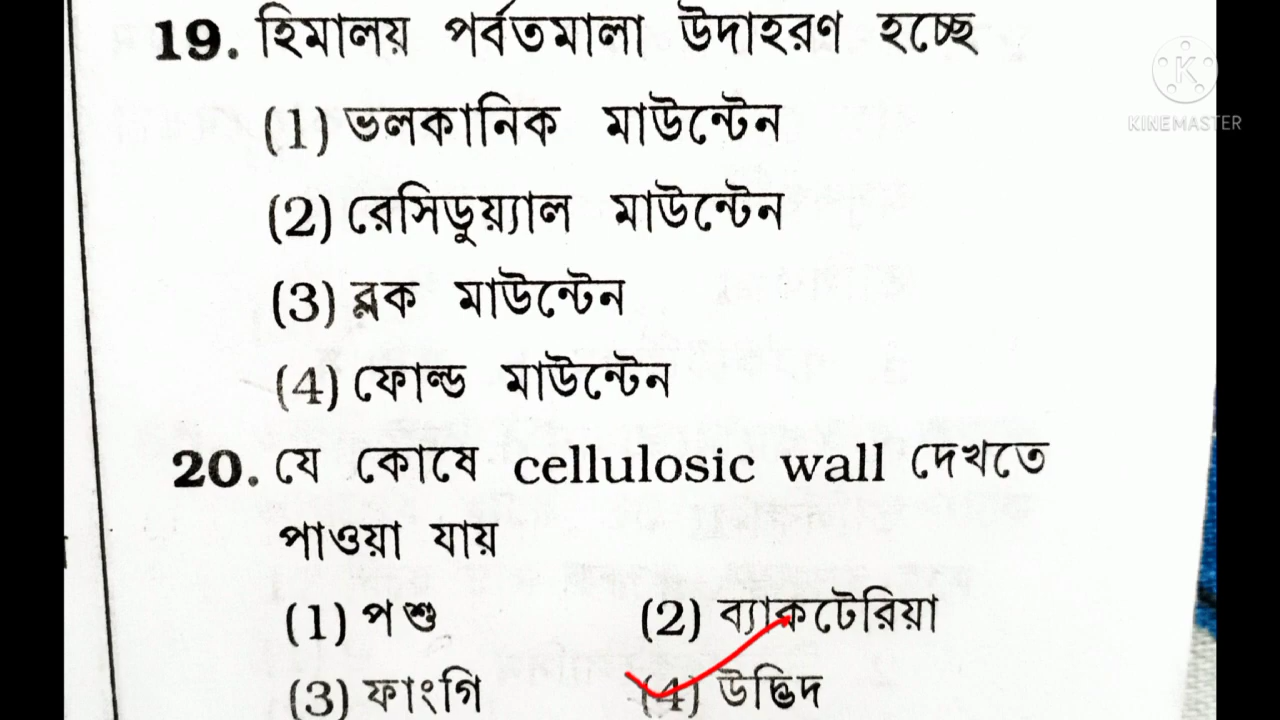 19. হিমালয় পর্বতমালা উদাহরণ হচ্ছে
(1) ভলকানিক মাউন্টেন
(2) রেসিডুয়্যাল মাউন্টেন
(3) ব্লক মাউন্টেন
(4) ফোল্ড মাউন্টেন
20. যে কোষে cellulosic wall দেখতে
পাওয়া যায়
(1) পশু (2) ব্যাকটেরিয়া
(3) ফাংগি (4) উদ্ভিদ
K
KINEMASTER